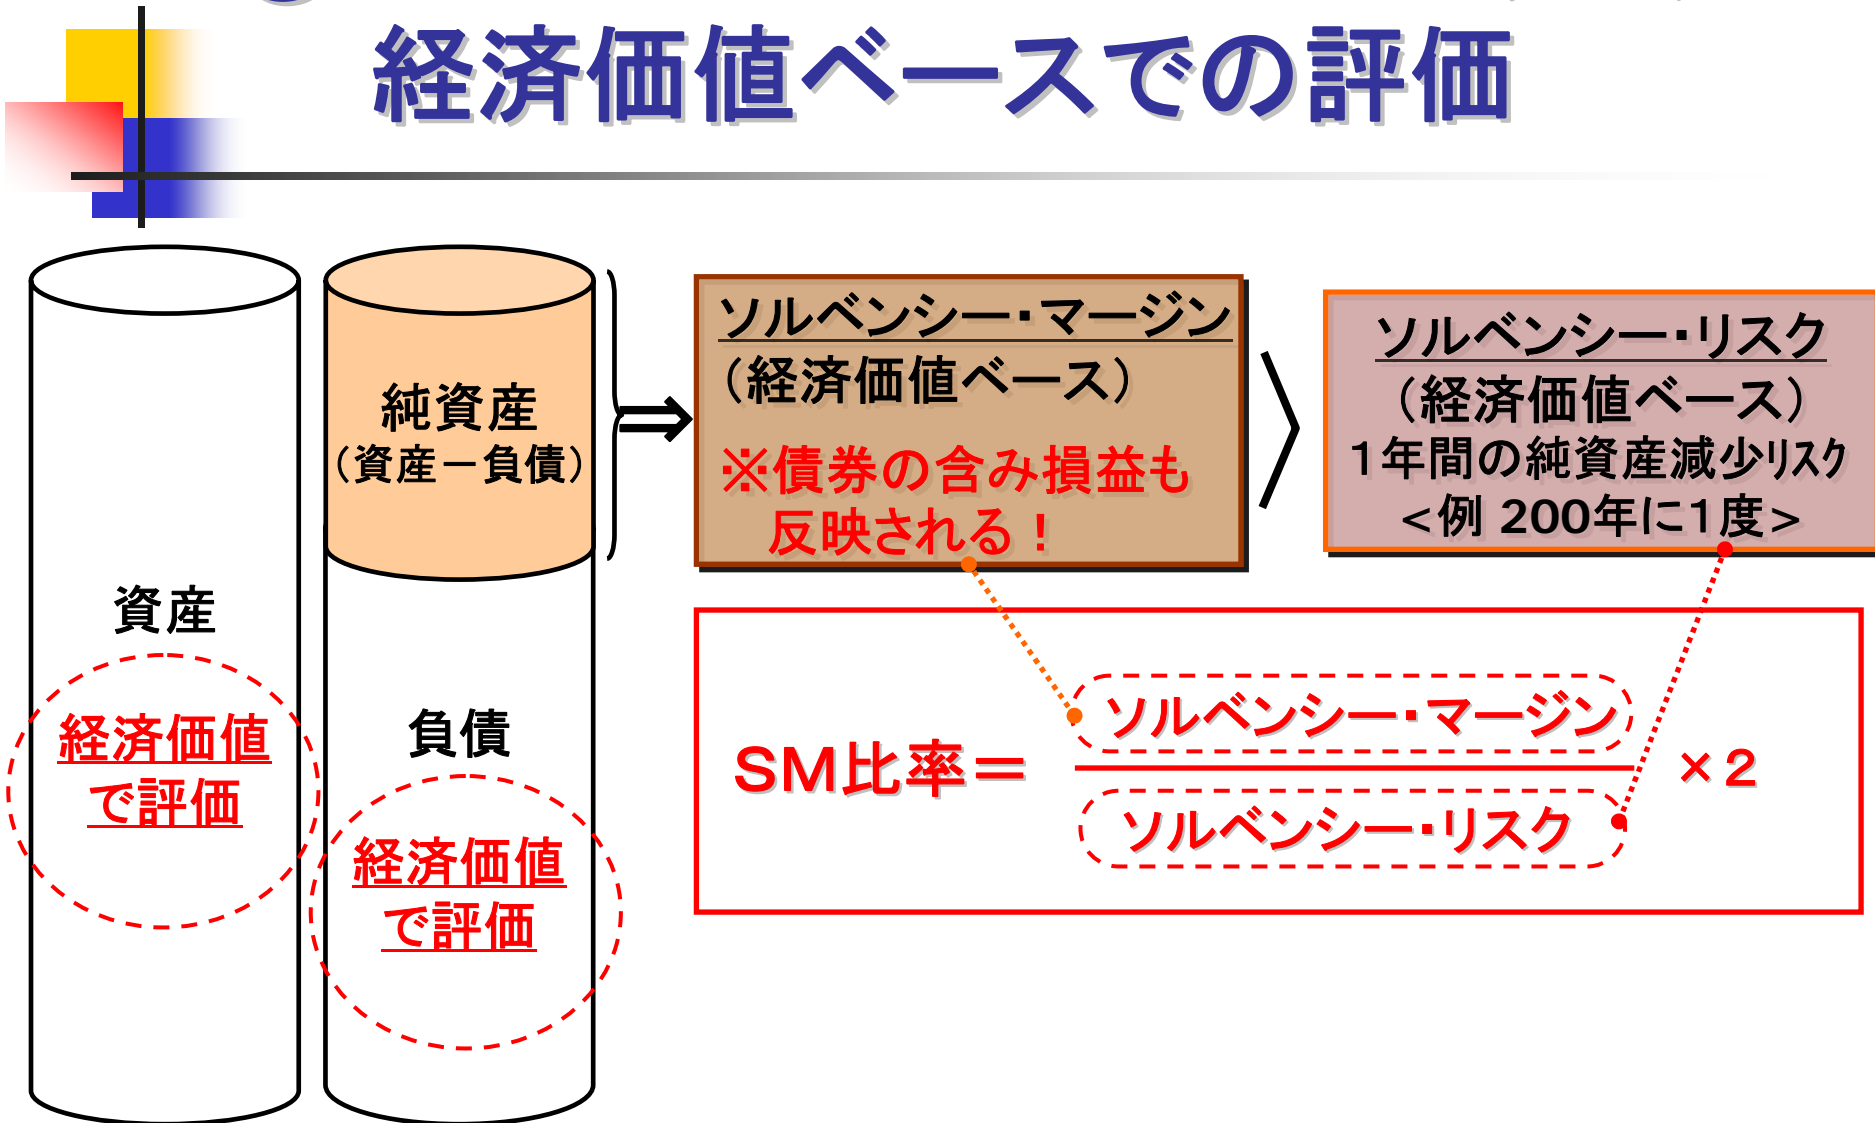 経済価値ベースでの評価
資産
経済価値
で評価
純資産
（資産－負債）
負債
経済価値
で評価
⇒
ソルベンシー・マージン
（経済価値ベース）
※債券の含み損益も
反映される！
＞
ソルベンシー・リスク
（経済価値ベース）
１年間の純資産減少ﾘｽｸ
<例 200年に１度>
ＳＭ比率＝
ソルベンシー・マージン
ソルベンシー・リスク
×２